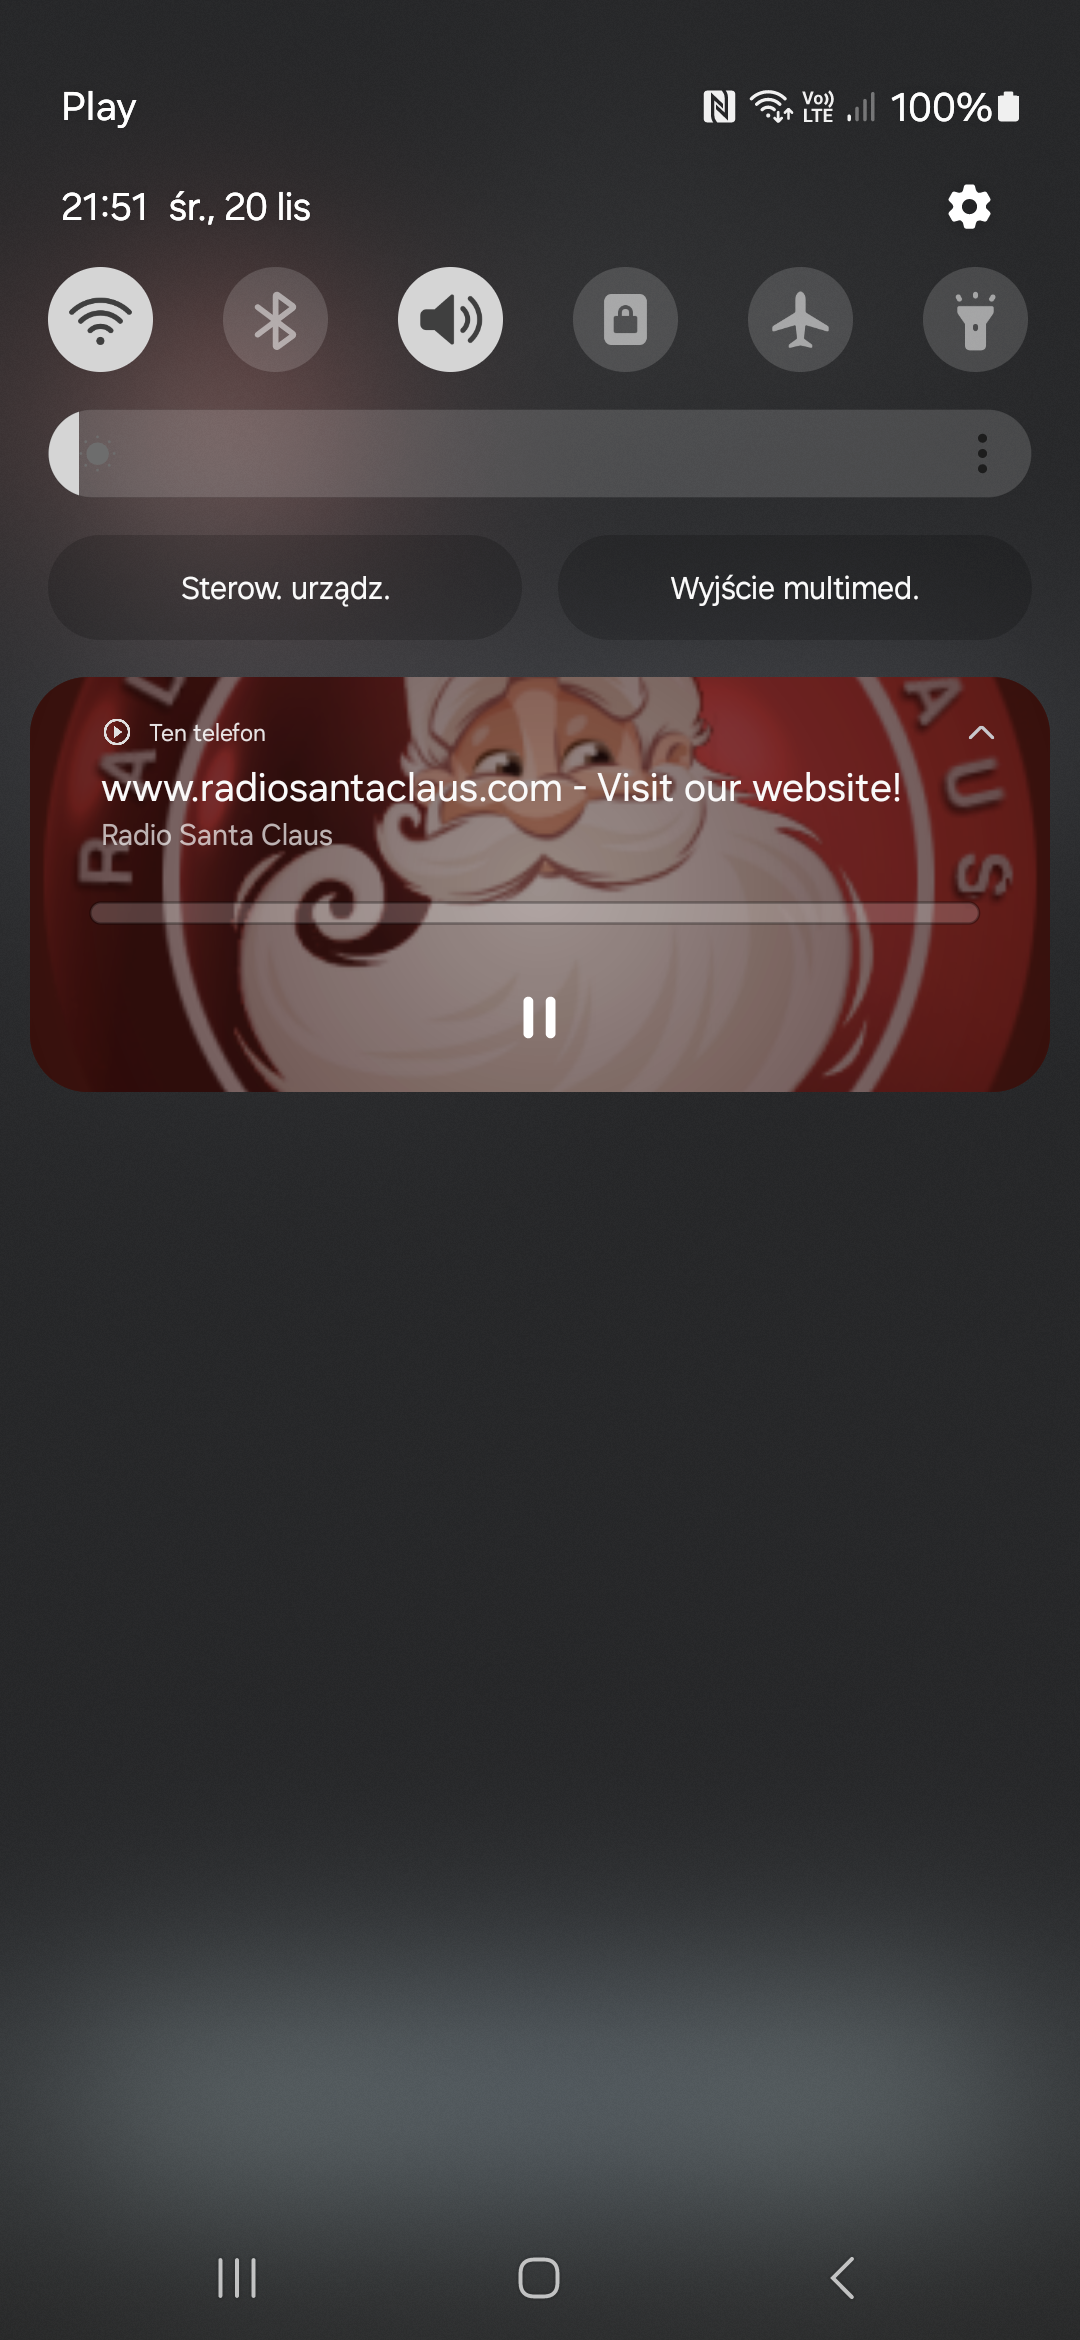 Play
Vo)) LTE 100%
21:51 śr., 20 lis
Sterow. urządz.
Wyjście multimed.
Ten telefon
www.radiosantaclaus.com - Visit our website!
Radio Santa Claus
R A D
A U S